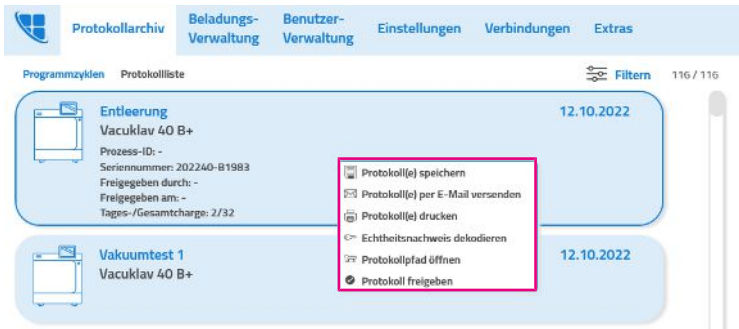 Protokollarchiv
Beladungs-
Verwaltung
Benutzer-
Verwaltung
Einstellungen
Verbindungen
Extras
Programmzyklen
Protokollliste
Filtern
116 / 116
Entleerung
12.10.2022
Vacuklav 40 B+
Prozess-ID: -
Seriennummer: 202240-B1983
Freigegeben durch: -
Freigegeben am: -
Tages-/Gesamtcharge: 2/32
Protokoll(e) speichern
Protokoll(e) per E-Mail versenden
Protokoll(e) drucken
Echtheitsnachweis dekodieren
Protokollpfad öffnen
Protokoll freigeben
Vakuumtest 1
12.10.2022
Vacuklav 40 B+